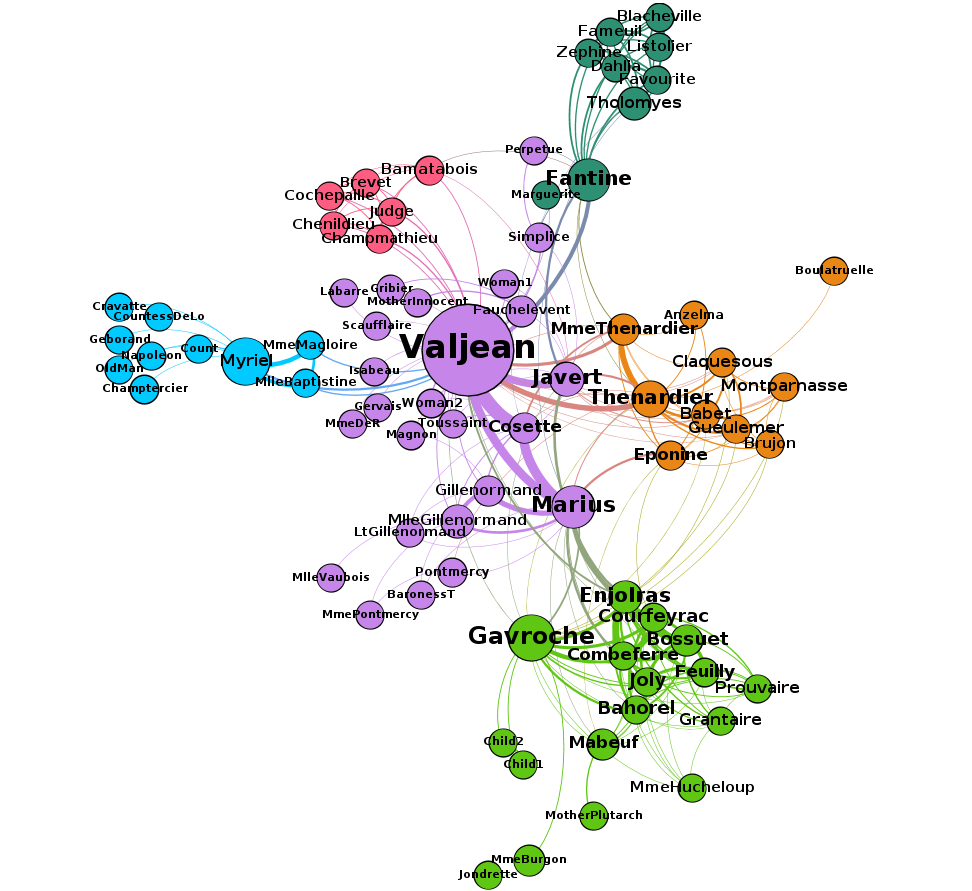 Blacheville
Fameuil
Listolier
Zephine
Dahlia
Favourite
Tholomyes
Perpetue
Bamatabois
Fantine
Brevet
Cochepaille
Marguerite
Judge
Chenildieu
Champmathieu
Simplice
Boulatruelle
Woman1
Gribier
Labarre
MotherInnocent
Cravatte
Fauchelevent
CountessDeLo
Anzelma
Scaufflaire
MmeThenardier
Geborand
MmeMagloire
Valjean
Count
Napoleon
Myriel
Claquesous
OldMan
Isabeau
Javert
MlleBaptistine
Montparnasse
Champtercier
Thenardier
Woman2
Gervais
Babet
MmeDeR
Toussaint
Cosette
Gueulemer
Magnon
Brujon
Eponine
Gillenormand
Marius
MlleGillenormand
LtGillenormand
Pontmercy
MlleVaubois
BaronessT
Enjolras
MmePontmercy
Courfeyrac
Gavroche
Bossuet
Combeferre
Feuilly
Joly
Prouvaire
Bahorel
Grantaire
Child2
Mabeuf
Child1
MmeHucheloup
MotherPlutarch
MmeBurgon
Jondrette